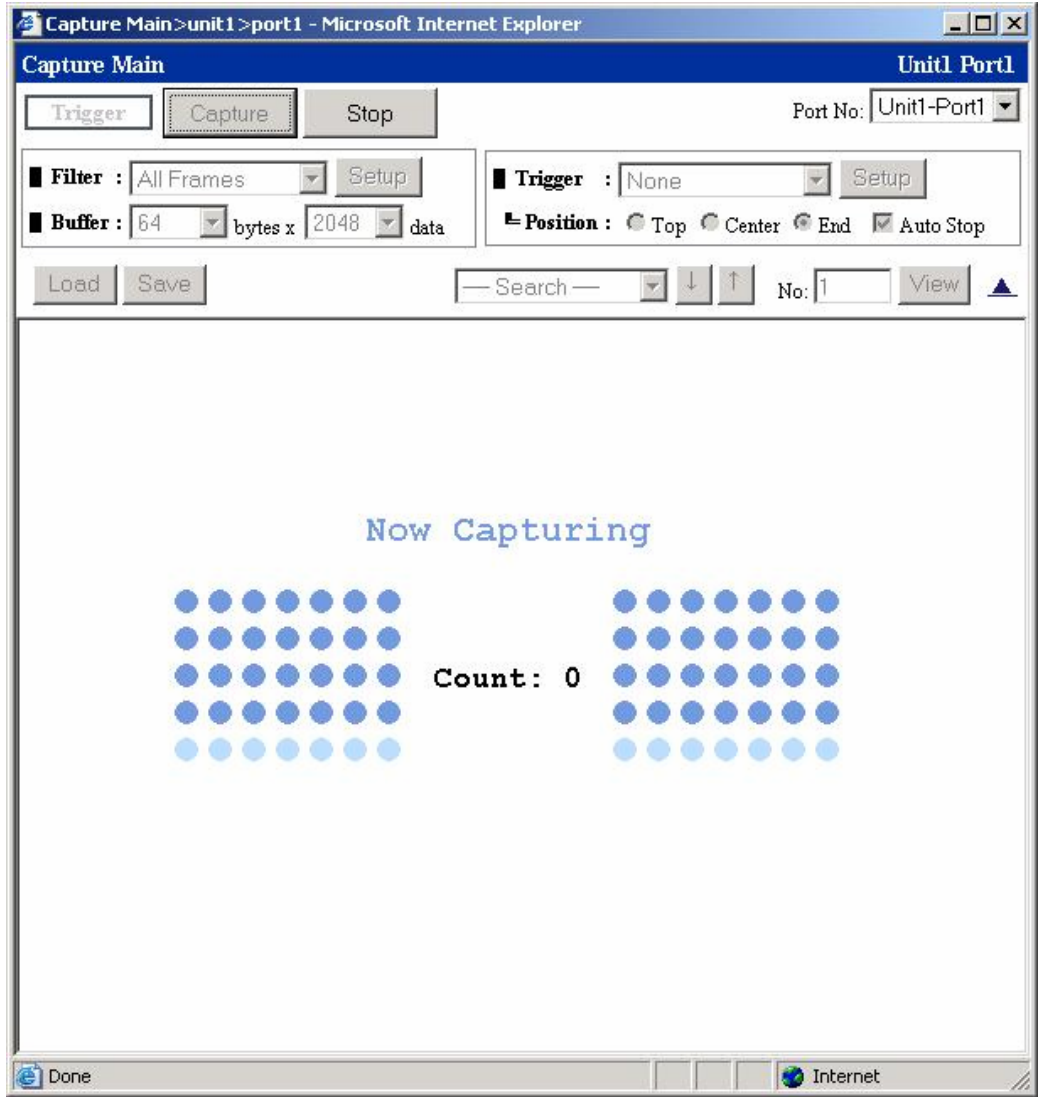 Capture Main>unit1>port1 - Microsoft Internet Explorer
Capture Main Unit1 Port1
Trigger Capture Stop Port No: Unit1-Port1
Filter : All Frames Setup Trigger : None Setup
Buffer : 64 bytes x 2048 data Position : Top Center End Auto Stop
Load Save — Search — ↓ ↑ No: 1 View
Now Capturing
Count: 0
Done Internet